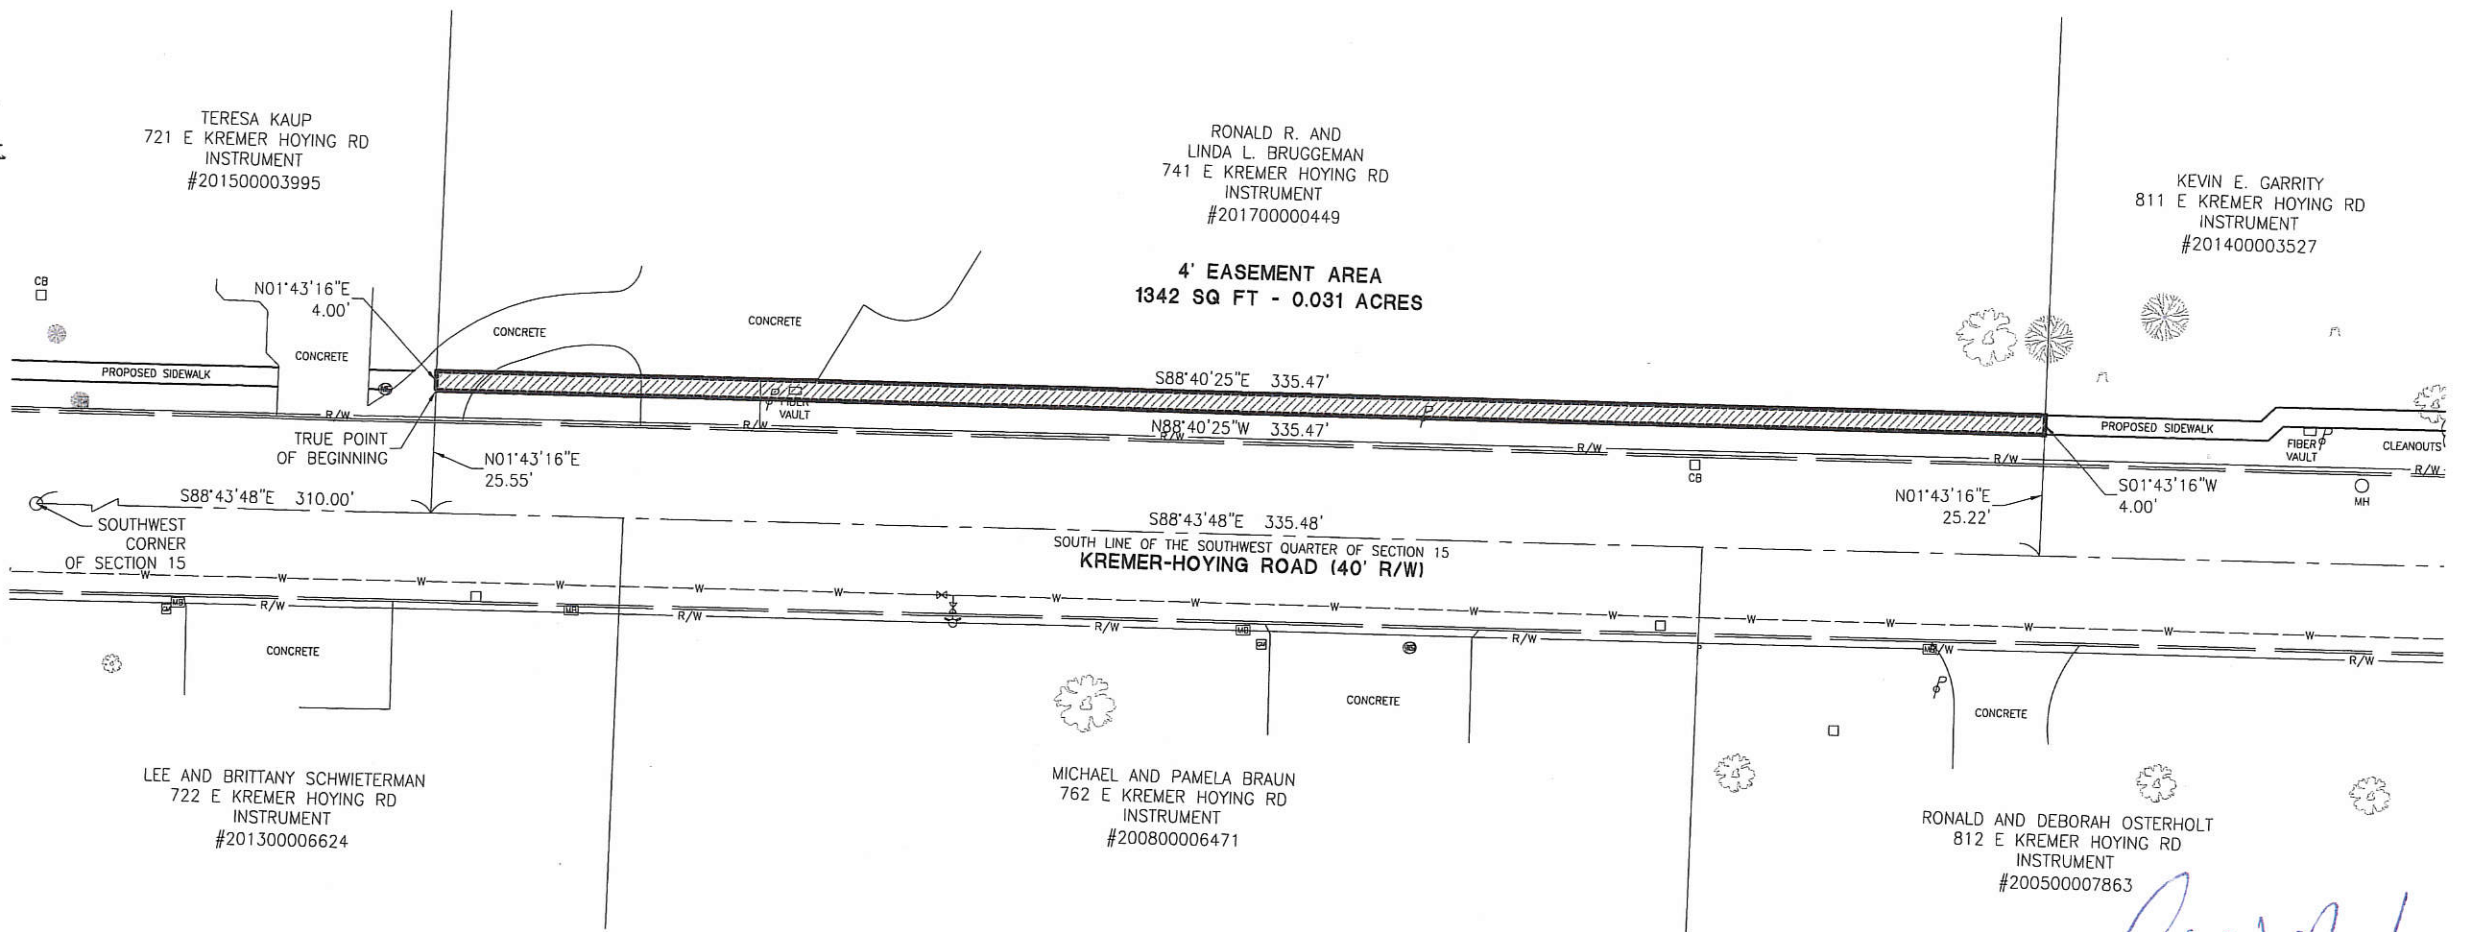 TERESA KAUP
721 E KREMER HOYING RD
INSTRUMENT
#201500003995
RONALD R. AND
LINDA L. BRUGGEMAN
741 E KREMER HOYING RD
INSTRUMENT
#201700000449
KEVIN E. GARRITY
811 E KREMER HOYING RD
INSTRUMENT
#201400003527
4' EASEMENT AREA
1342 SQ FT - 0.031 ACRES
CB
N01°43'16"E
4.00'
CONCRETE
CONCRETE
CONCRETE
PROPOSED SIDEWALK
S88°40'25"E 335.47'
FIBER
VAULT
R/W
R/W
N88°40'25"W 335.47'
R/W
R/W
R/W
R/W
PROPOSED SIDEWALK
FIBER
VAULT
CLEANOUTS
TRUE POINT
OF BEGINNING
N01°43'16"E
25.55'
CB
N01°43'16"E
25.22'
S01°43'16"W
4.00'
MH
S88°43'48"E 310.00'
SOUTHWEST
CORNER
OF SECTION 15
S88°43'48"E 335.48'
SOUTH LINE OF THE SOUTHWEST QUARTER OF SECTION 15
KREMER-HOYING ROAD (40' R/W)
W W W W W W W W W W W W W W W W
MB
MB
MB
MB
R/W
R/W
R/W
R/W
R/W
R/W
CONCRETE
CONCRETE
CONCRETE
LEE AND BRITTANY SCHWIETERMAN
722 E KREMER HOYING RD
INSTRUMENT
#201300006624
MICHAEL AND PAMELA BRAUN
762 E KREMER HOYING RD
INSTRUMENT
#200800006471
RONALD AND DEBORAH OSTERHOLT
812 E KREMER HOYING RD
INSTRUMENT
#200500007863